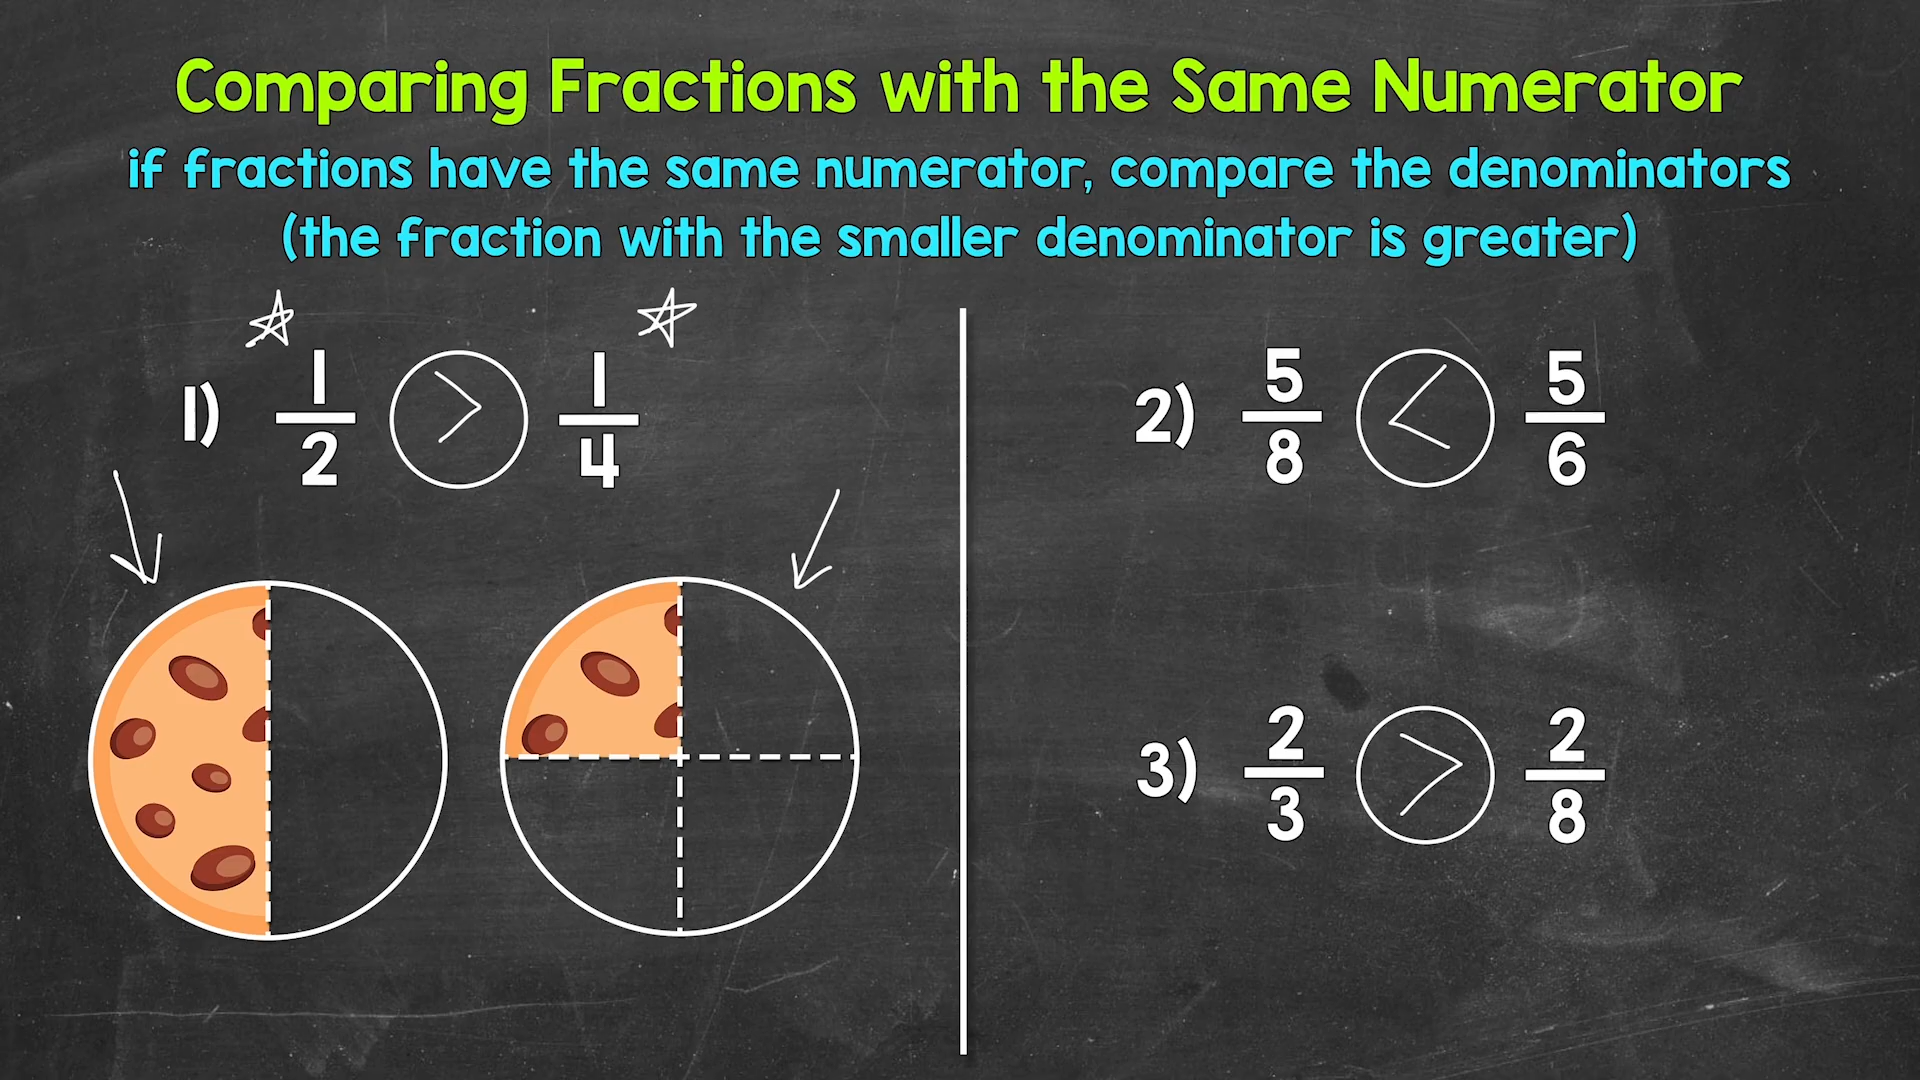 Comparing Fractions with the Same Numerator
if fractions have the same numerator, compare the denominators
(the fraction with the smaller denominator is greater)
1) 1/2 > 1/4
2) 5/8 < 5/6
3) 2/3 > 2/8